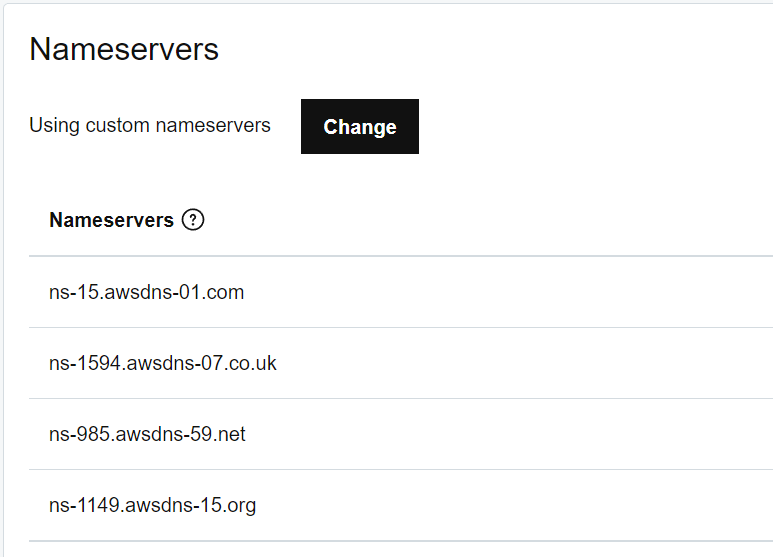 Nameservers
Using custom nameservers Change
Nameservers ?
ns-15.awsdns-01.com
ns-1594.awsdns-07.co.uk
ns-985.awsdns-59.net
ns-1149.awsdns-15.org